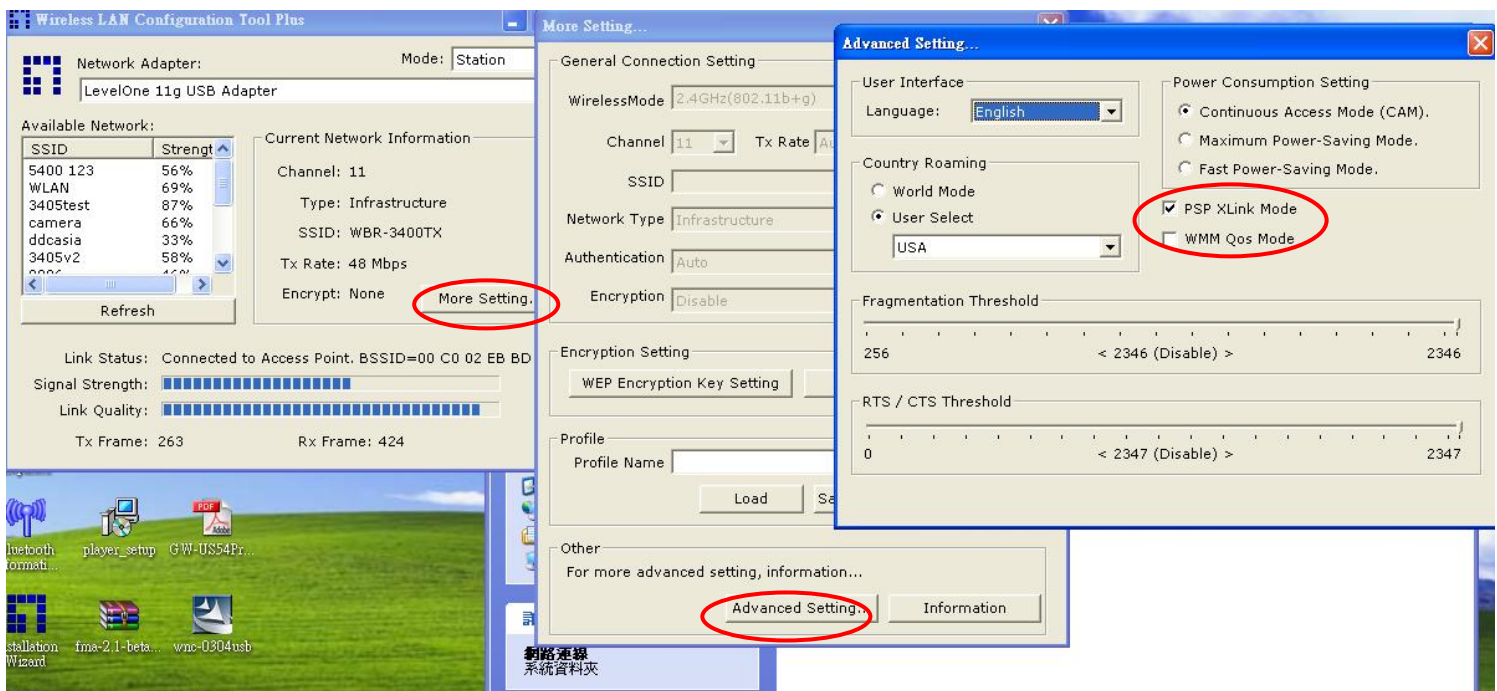 Wireless LAN Configuration Tool Plus
Network Adapter:
Mode: Station
LevelOne 11g USB Adapter
Available Network:
SSID Strengt
5400 123 56%
WLAN 69%
3405test 87%
camera 66%
ddcasia 33%
3405v2 58%
Refresh
Current Network Information
Channel: 11
Type: Infrastructure
SSID: WBR-3400TX
Tx Rate: 48 Mbps
Encrypt: None
More Setting.
Link Status: Connected to Access Point. BSSID=00 C0 02 EB BD
Signal Strength:
Link Quality:
Tx Frame: 263 Rx Frame: 424
More Setting...
General Connection Setting
WirelessMode 2.4GHz(802.11b+g)
Channel 11 Tx Rate Au
SSID
Network Type Infrastructure
Authentication Auto
Encryption Disable
Encryption Setting
WEP Encryption Key Setting
Profile
Profile Name
Load Sa
Other
For more advanced setting, information...
Advanced Setting.. Information
Advanced Setting...
User Interface
Language: English
Country Roaming
World Mode
User Select
USA
Power Consumption Setting
Continuous Access Mode (CAM).
Maximum Power-Saving Mode.
Fast Power-Saving Mode.
PSP XLink Mode
WMM Qos Mode
Fragmentation Threshold
256 < 2346 (Disable) > 2346
RTS / CTS Threshold
0 < 2347 (Disable) > 2347
luetooth
formati...
player_setup
PDF
Adobe
GW-US54Pr...
stallation
Wizard
fma-2.1-beta...
wnc-0304usb
網路連線
系統資料夾